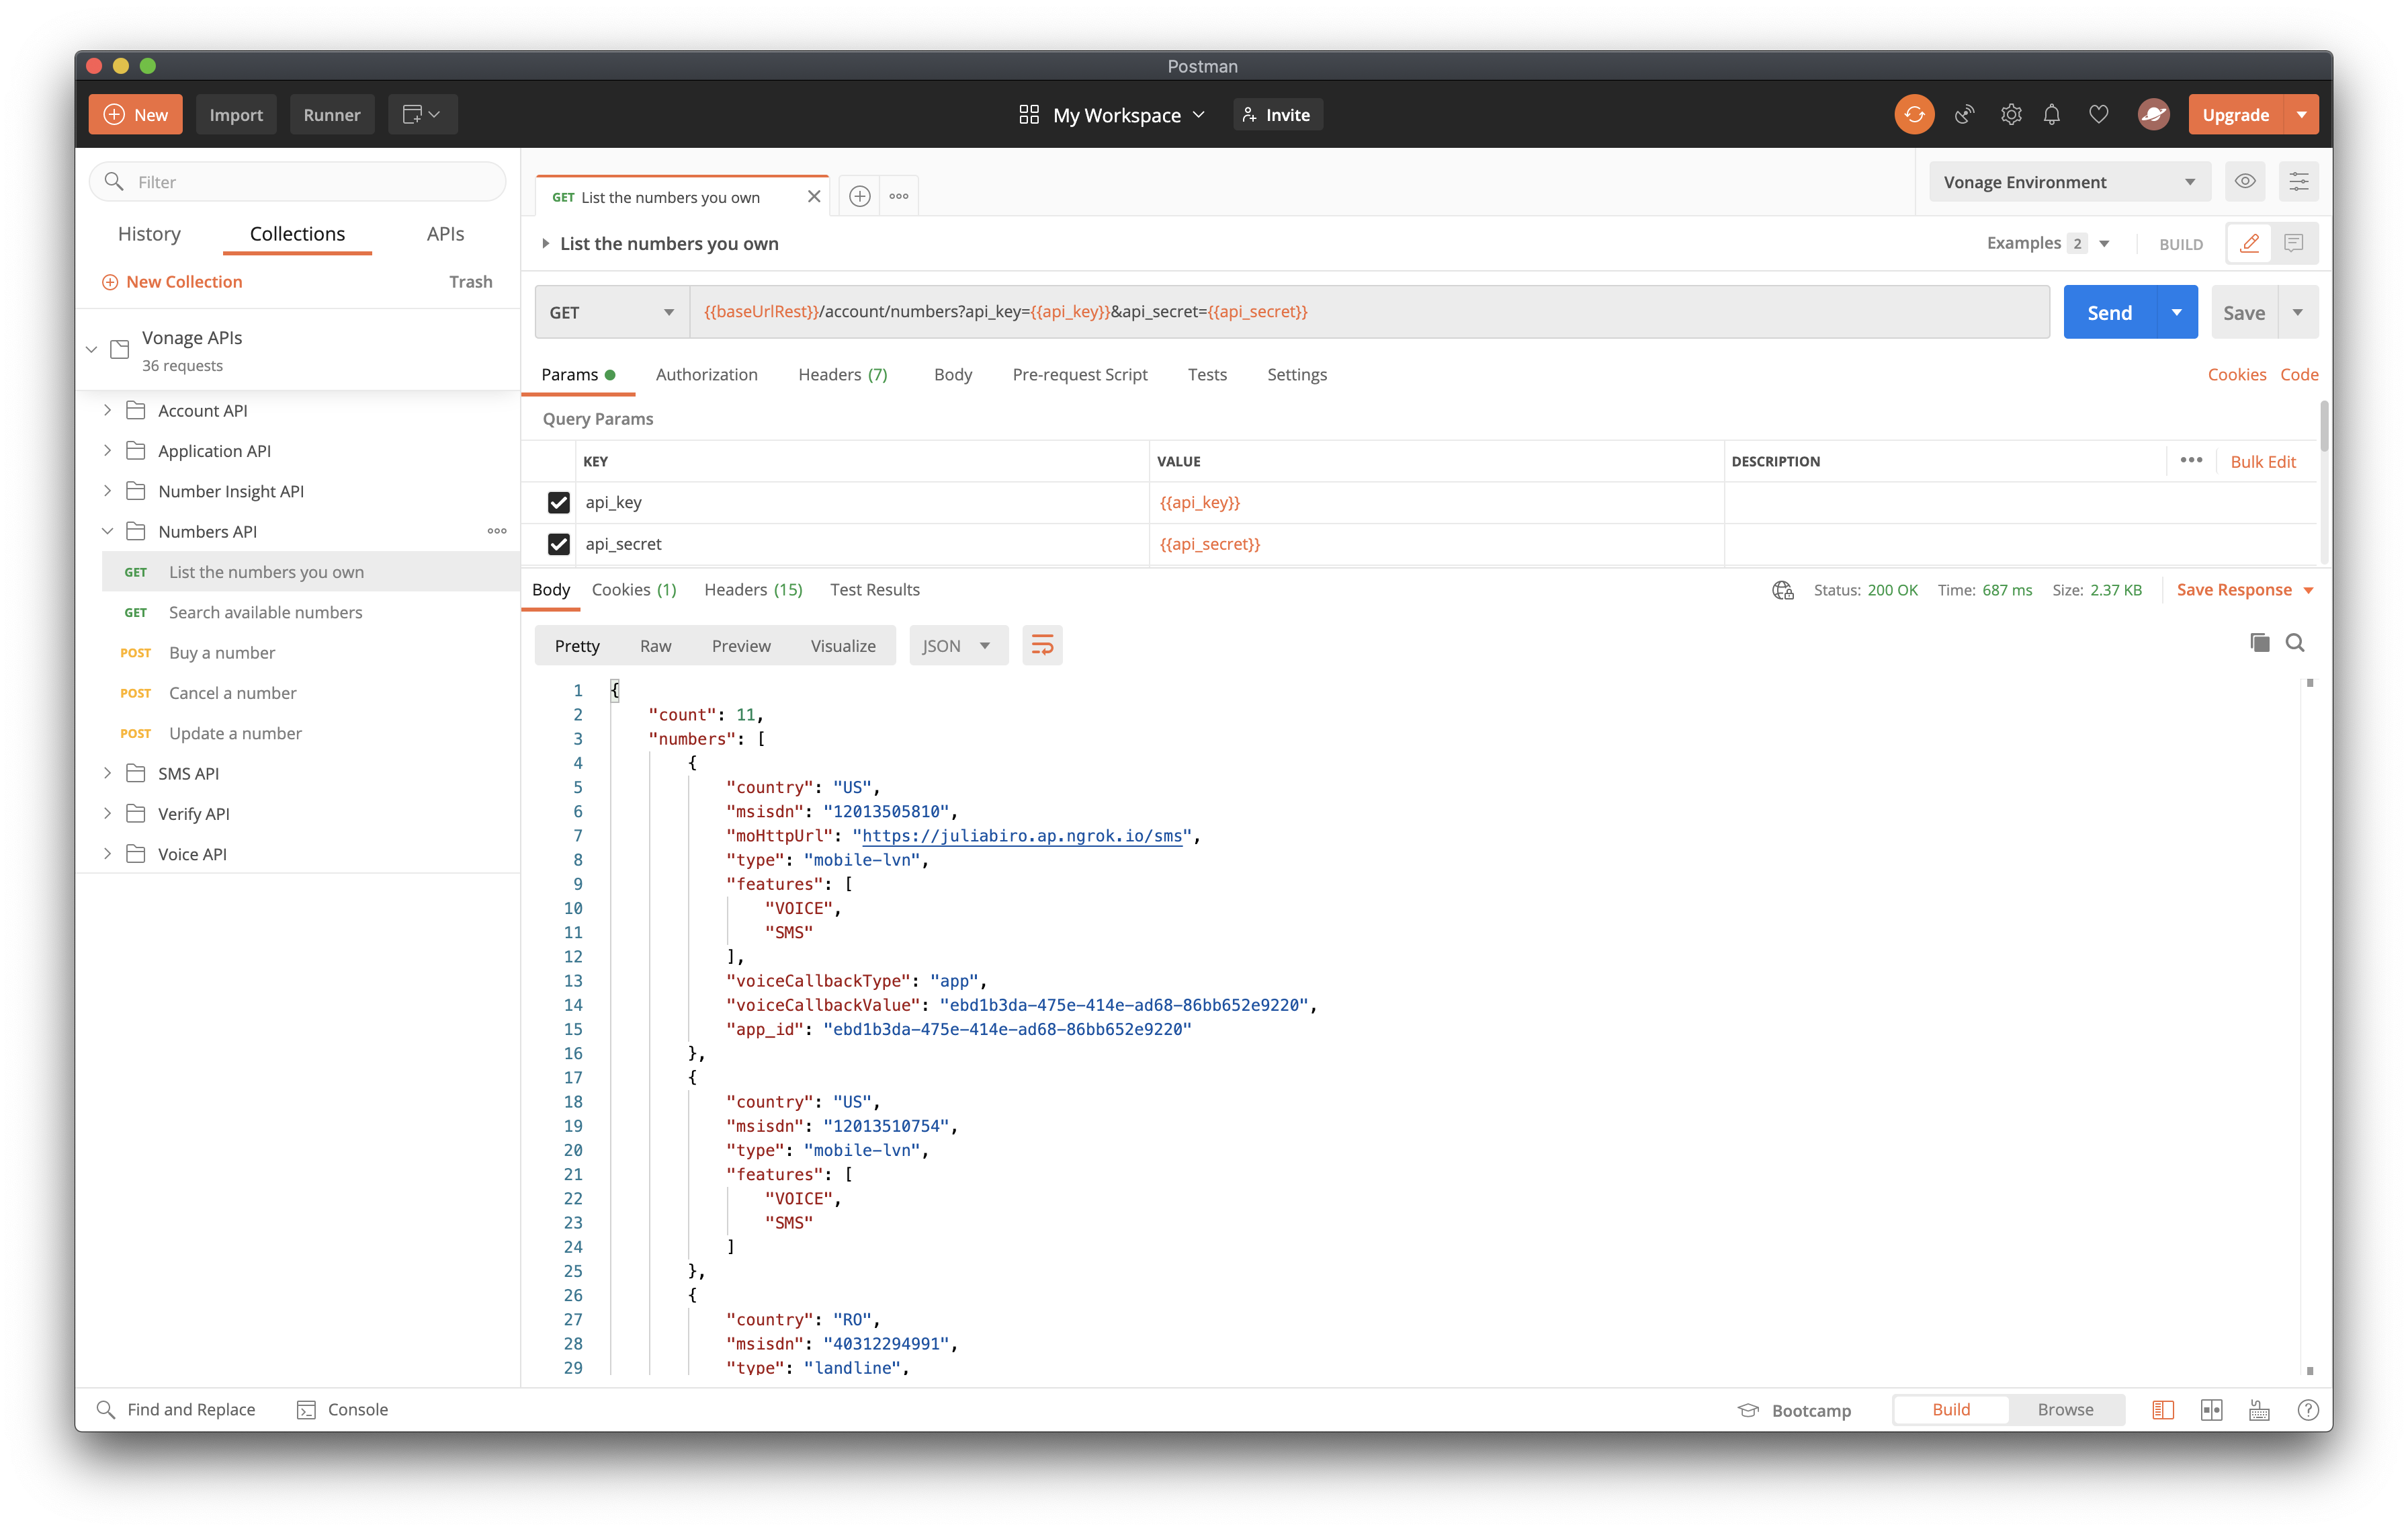 Postman
New Import Runner My Workspace Invite Upgrade
Filter
History Collections APIs
New Collection Trash
Vonage APIs
36 requests
Account API
Application API
Number Insight API
Numbers API
GET List the numbers you own
GET Search available numbers
POST Buy a number
POST Cancel a number
POST Update a number
SMS API
Verify API
Voice API
GET List the numbers you own
Vonage Environment
List the numbers you own Examples 2 BUILD
GET {{baseUrlRest}}/account/numbers?api_key={{api_key}}&api_secret={{api_secret}} Send Save
Params Authorization Headers (7) Body Pre-request Script Tests Settings Cookies Code
Query Params
KEY VALUE DESCRIPTION Bulk Edit
api_key {{api_key}}
api_secret {{api_secret}}
Body Cookies (1) Headers (15) Test Results Status: 200 OK Time: 687 ms Size: 2.37 KB Save Response
Pretty Raw Preview Visualize JSON
1 {
2 "count": 11,
3 "numbers": [
4 {
5 "country": "US",
6 "msisdn": "12013505810",
7 "moHttpUrl": "https://juliabiro.ap.ngrok.io/sms",
8 "type": "mobile-lvn",
9 "features": [
10 "VOICE",
11 "SMS"
12 ],
13 "voiceCallbackType": "app",
14 "voiceCallbackValue": "ebd1b3da-475e-414e-ad68-86bb652e9220",
15 "app_id": "ebd1b3da-475e-414e-ad68-86bb652e9220"
16 },
17 {
18 "country": "US",
19 "msisdn": "12013510754",
20 "type": "mobile-lvn",
21 "features": [
22 "VOICE",
23 "SMS"
24 ]
25 },
26 {
27 "country": "RO",
28 "msisdn": "40312294991",
29 "type": "landline",
Find and Replace Console Bootcamp Build Browse